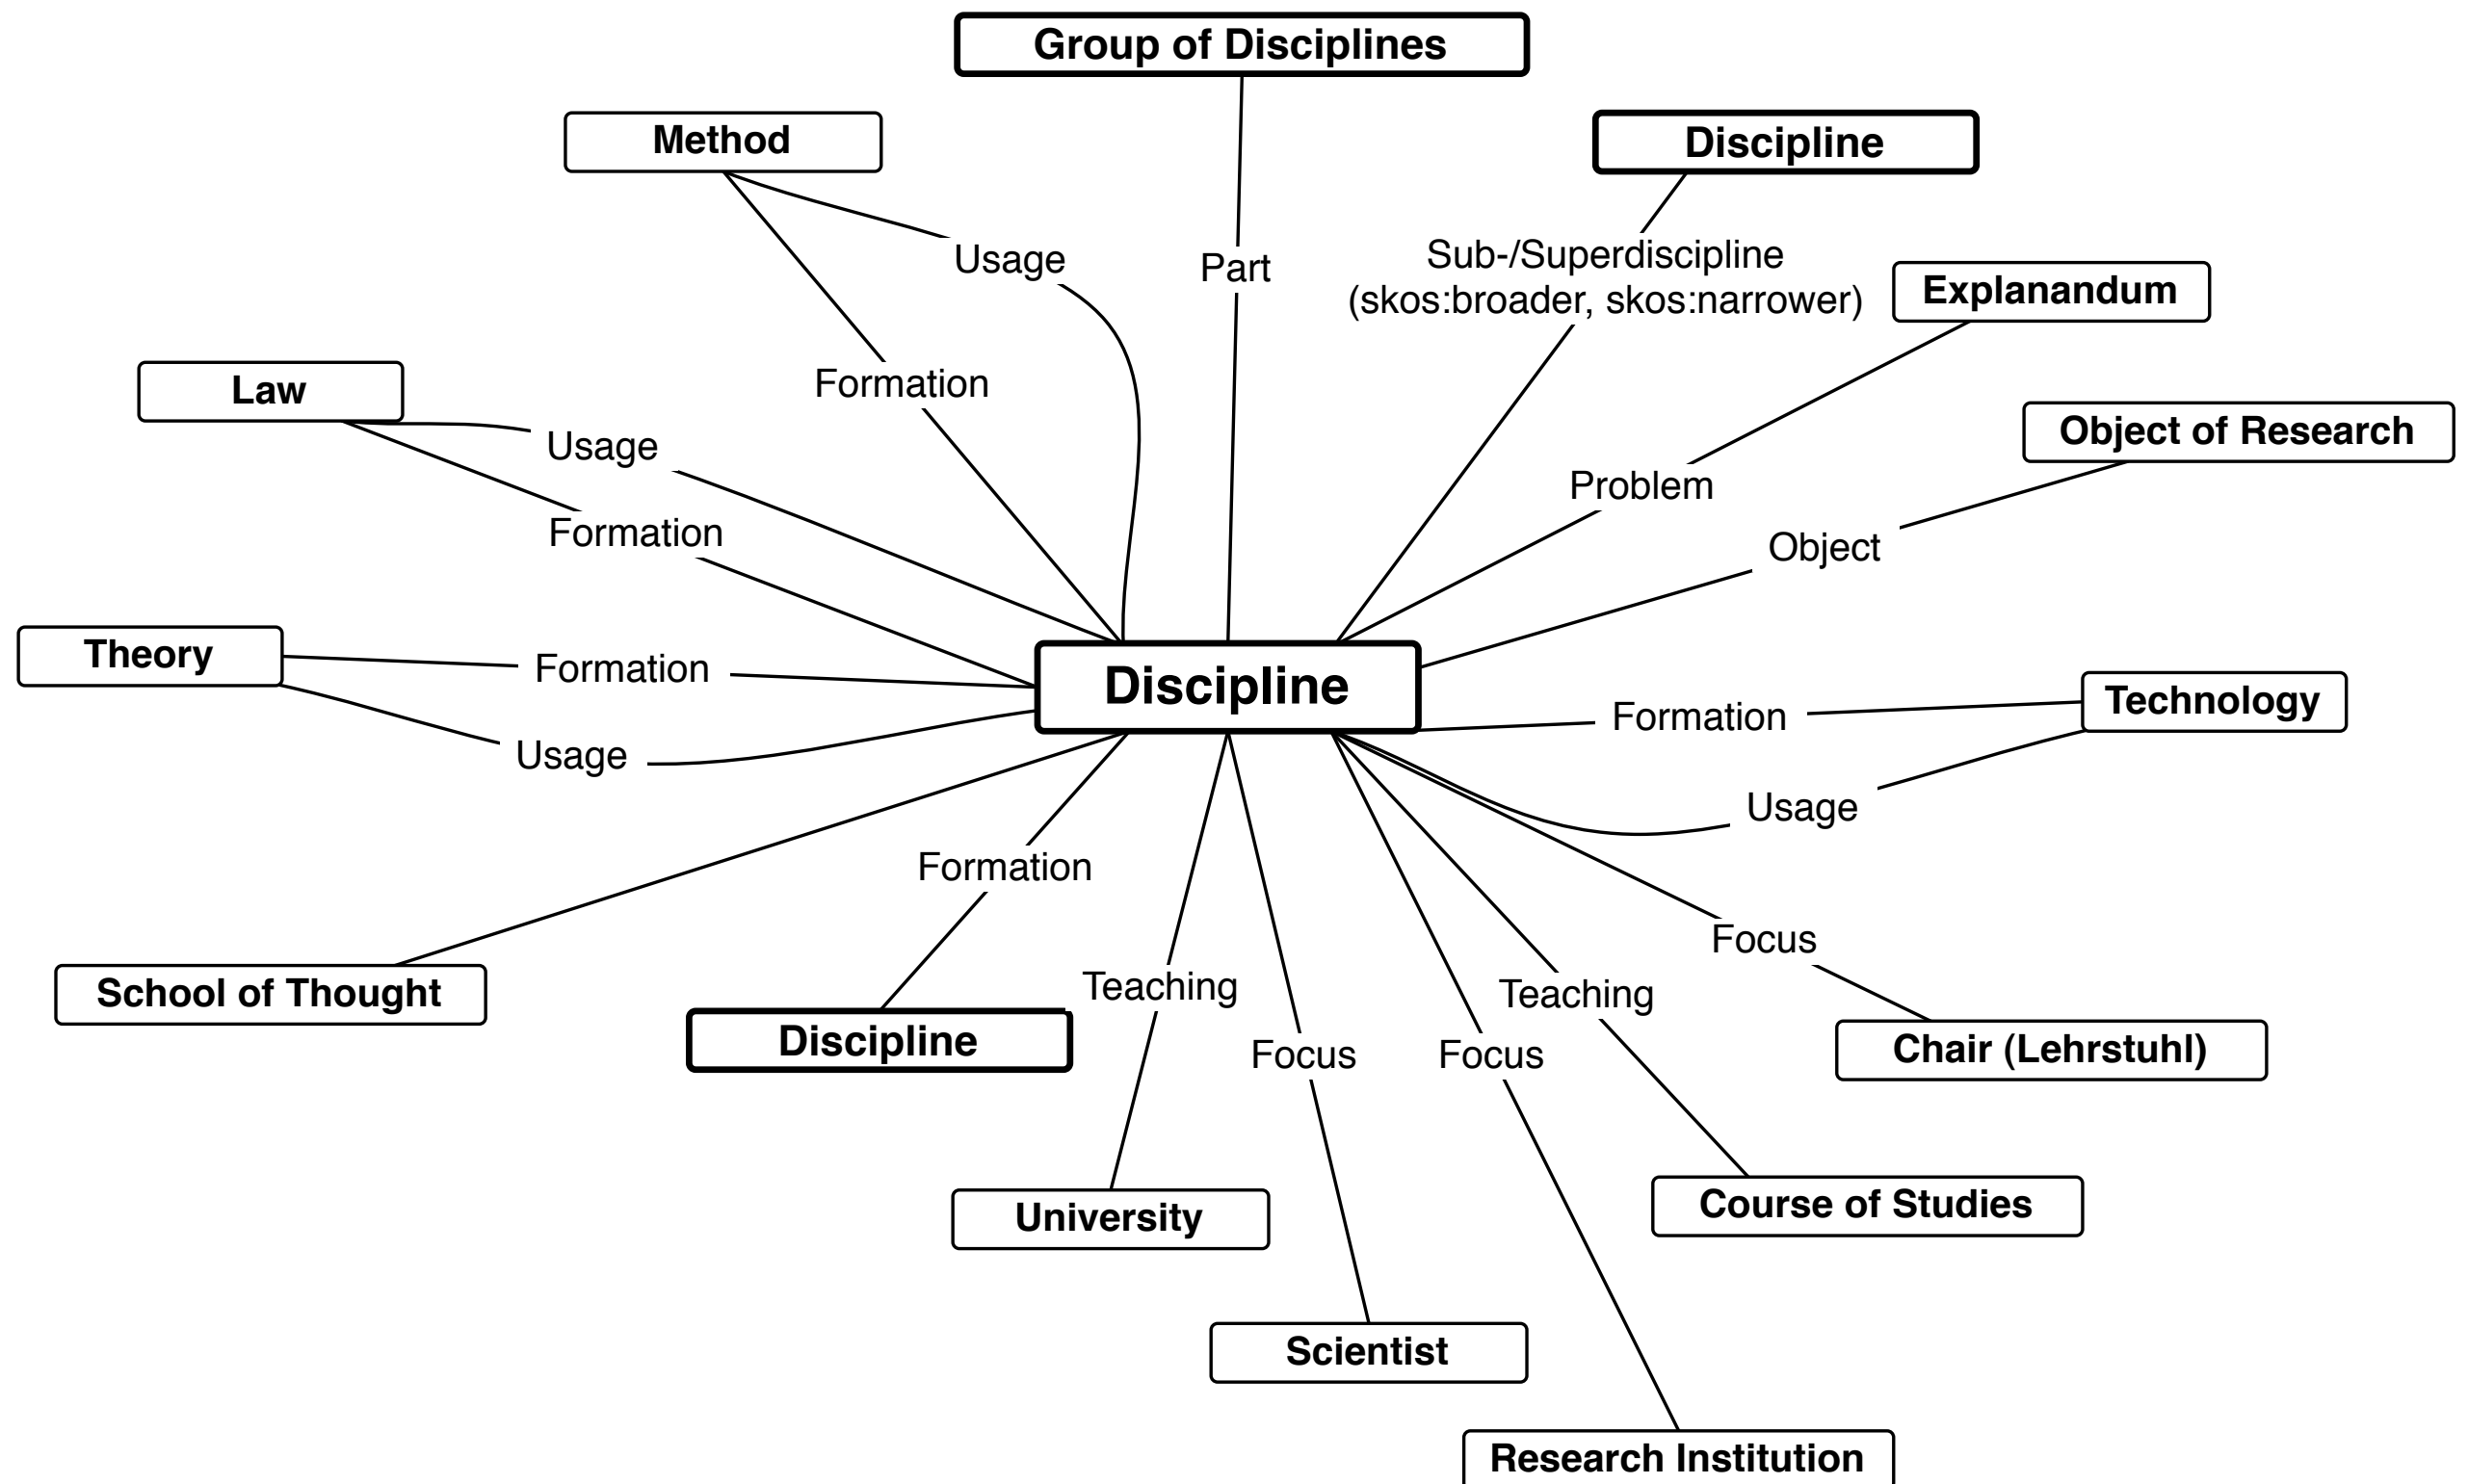 Group of Disciplines
Method
Discipline
Usage
Part
Sub-/Superdiscipline
(skos:broader, skos:narrower)
Explanandum
Formation
Law
Object of Research
Usage
Problem
Formation
Object
Theory
Formation
Discipline
Technology
Formation
Usage
Usage
Formation
Focus
School of Thought
Teaching
Teaching
Discipline
Focus
Focus
Chair (Lehrstuhl)
University
Course of Studies
Scientist
Research Institution